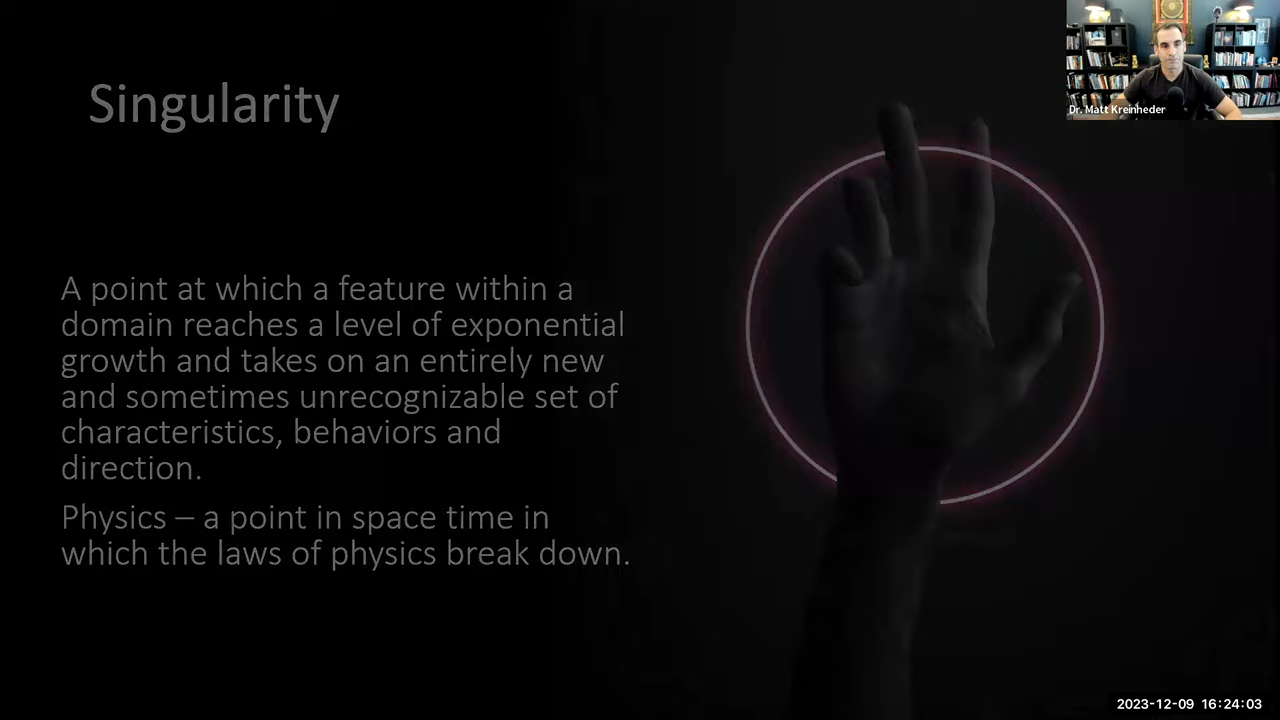 Singularity
Dr. Matt Kreinheder
A point at which a feature within a
domain reaches a level of exponential
growth and takes on an entirely new
and sometimes unrecognizable set of
characteristics, behaviors and
direction.
Physics – a point in space time in
which the laws of physics break down.
2023-12-09 16:24:03